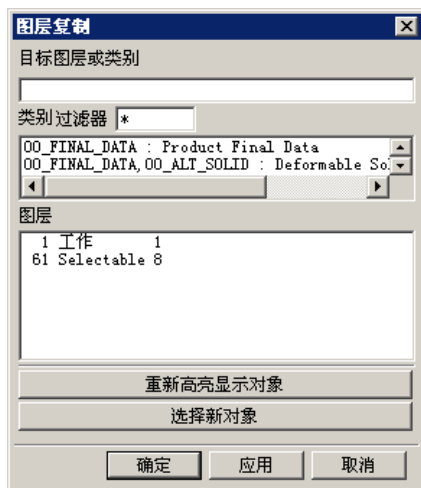 图层复制
目标图层或类别
类别过滤器 *
00_FINAL_DATA : Product Final Data
00_FINAL_DATA,00_ALT_SOLID : Deformable
图层
1 工作 1
61 Selectable 8
重新高亮显示对象
选择新对象
确定 应用 取消